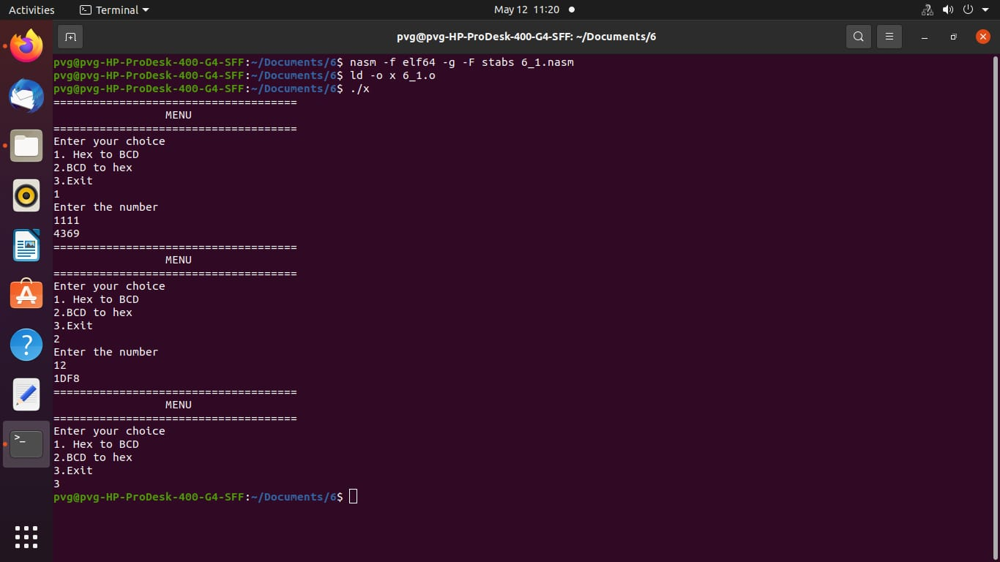 Activities Terminal May 12 11:20
pvg@pvg-HP-ProDesk-400-G4-SFF: ~/Documents/6
pvg@pvg-HP-ProDesk-400-G4-SFF:~/Documents/6$ nasm -f elf64 -g -F stabs 6_1.nasm
pvg@pvg-HP-ProDesk-400-G4-SFF:~/Documents/6$ ld -o x 6_1.o
pvg@pvg-HP-ProDesk-400-G4-SFF:~/Documents/6$ ./x
=====================================
MENU
=====================================
Enter your choice
1. Hex to BCD
2.BCD to hex
3.Exit
1
Enter the number
1111
4369
=====================================
MENU
=====================================
Enter your choice
1. Hex to BCD
2.BCD to hex
3.Exit
2
Enter the number
12
1DF8
=====================================
MENU
=====================================
Enter your choice
1. Hex to BCD
2.BCD to hex
3.Exit
3
pvg@pvg-HP-ProDesk-400-G4-SFF:~/Documents/6$